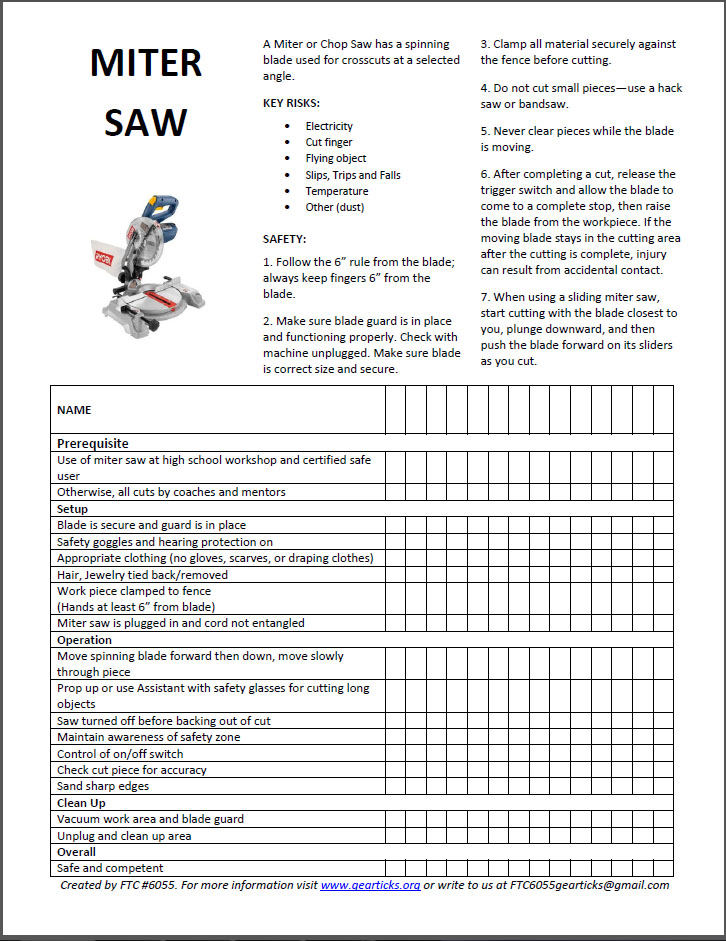 MITER
SAW
RYOBI
A Miter or Chop Saw has a spinning
blade used for crosscuts at a selected
angle.
KEY RISKS:
• Electricity
• Cut finger
• Flying object
• Slips, Trips and Falls
• Temperature
• Other (dust)
SAFETY:
1. Follow the 6” rule from the blade;
always keep fingers 6” from the
blade.
2. Make sure blade guard is in place
and functioning properly. Check with
machine unplugged. Make sure blade
is correct size and secure.
3. Clamp all material securely against
the fence before cutting.
4. Do not cut small pieces—use a hack
saw or bandsaw.
5. Never clear pieces while the blade
is moving.
6. After completing a cut, release the
trigger switch and allow the blade to
come to a complete stop, then raise
the blade from the workpiece. If the
moving blade stays in the cutting area
after the cutting is complete, injury
can result from accidental contact.
7. When using a sliding miter saw,
start cutting with the blade closest to
you, plunge downward, and then
push the blade forward on its sliders
as you cut.
NAME
Prerequisite
Use of miter saw at high school workshop and certified safe
user
Otherwise, all cuts by coaches and mentors
Setup
Blade is secure and guard is in place
Safety goggles and hearing protection on
Appropriate clothing (no gloves, scarves, or draping clothes)
Hair, Jewelry tied back/removed
Work piece clamped to fence
(Hands at least 6” from blade)
Miter saw is plugged in and cord not entangled
Operation
Move spinning blade forward then down, move slowly
through piece
Prop up or use Assistant with safety glasses for cutting long
objects
Saw turned off before backing out of cut
Maintain awareness of safety zone
Control of on/off switch
Check cut piece for accuracy
Sand sharp edges
Clean Up
Vacuum work area and blade guard
Unplug and clean up area
Overall
Safe and competent
Created by FTC #6055. For more information visit www.gearticks.org or write to us at FTC6055gearticks@gmail.com